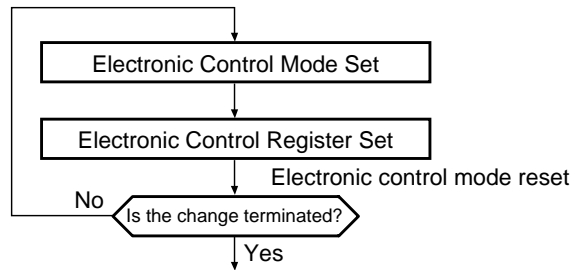 Electronic Control Mode Set
Electronic Control Register Set
Electronic control mode reset
No
Is the change terminated?
Yes